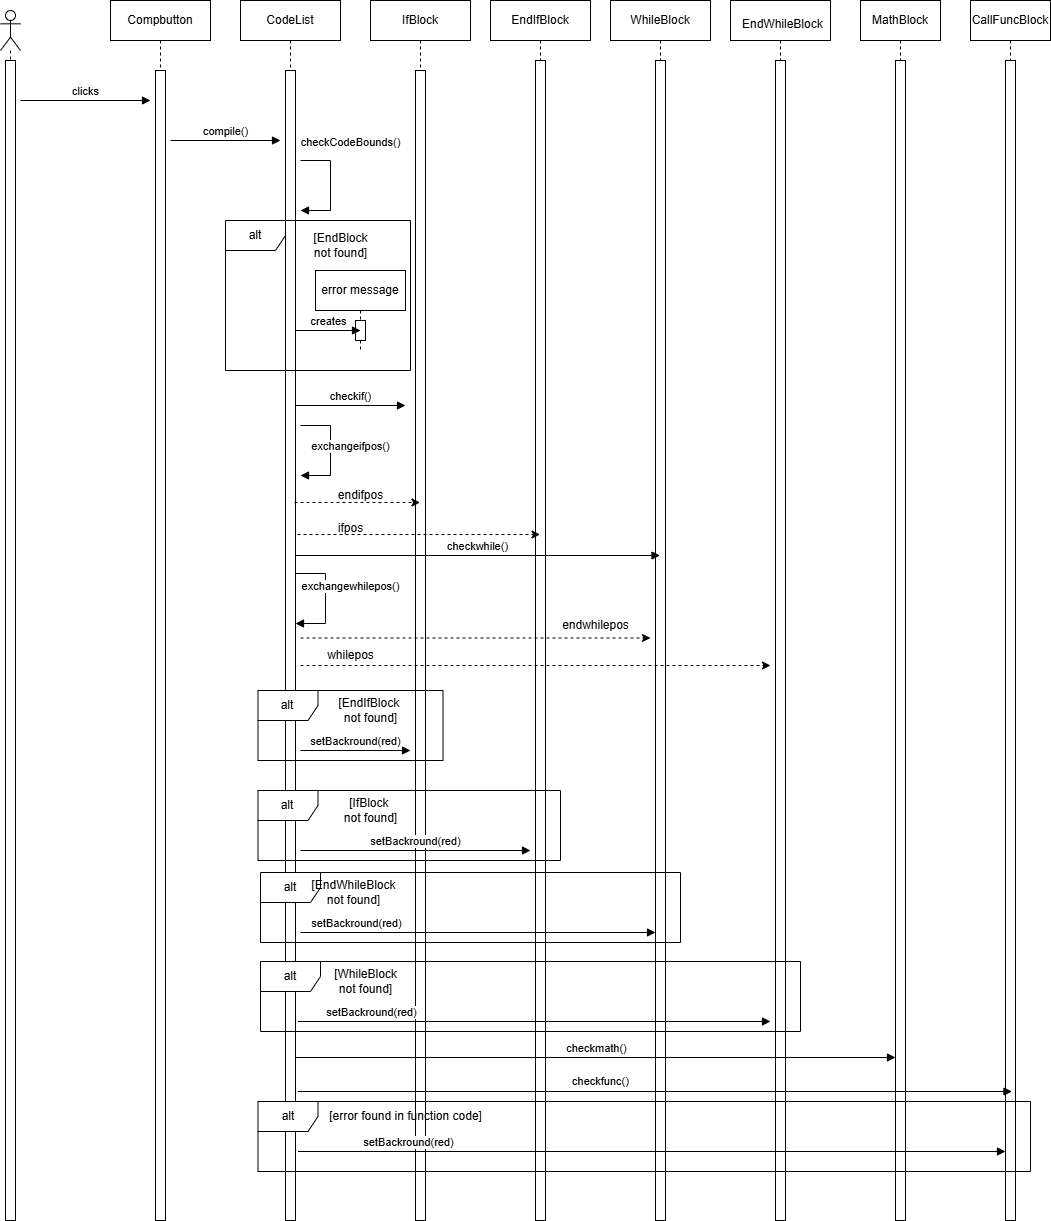 Compbutton
CodeList
IfBlock
EndIfBlock
WhileBlock
EndWhileBlock
MathBlock
CallFuncBlock
clicks
compile()
checkCodeBounds()
alt
[EndBlock
not found]
error message
creates
checkif()
exchangeifpos()
endifpos
ifpos
checkwhile()
exchangewhilepos()
endwhilepos
whilepos
alt
[EndIfBlock
not found]
setBackround(red)
alt
[IfBlock
not found]
setBackround(red)
alt
[EndWhileBlock
not found]
setBackround(red)
alt
[WhileBlock
not found]
setBackround(red)
checkmath()
checkfunc()
alt
[error found in function code]
setBackround(red)